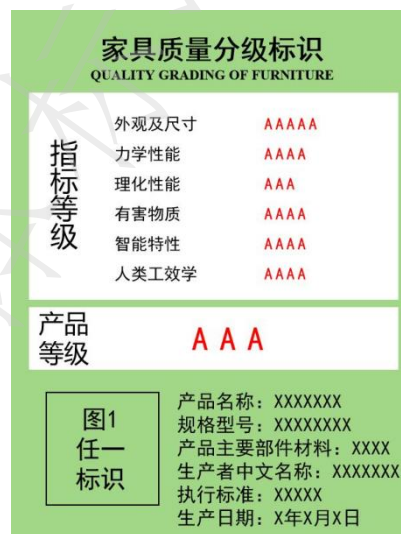 家具质量分级标识
QUALITY GRADING OF FURNITURE
指标等级
外观及尺寸 AAAAA
力学性能 AAAA
理化性能 AAA
有害物质 AAAA
智能特性 AAAA
人类工效学 AAAA
产品等级 AAA
图1
任一
标识
产品名称：XXXXXXX
规格型号：XXXXXXXX
产品主要部件材料：XXXX
生产者中文名称：XXXXXXX
执行标准：XXXXX
生产日期：X年X月X日